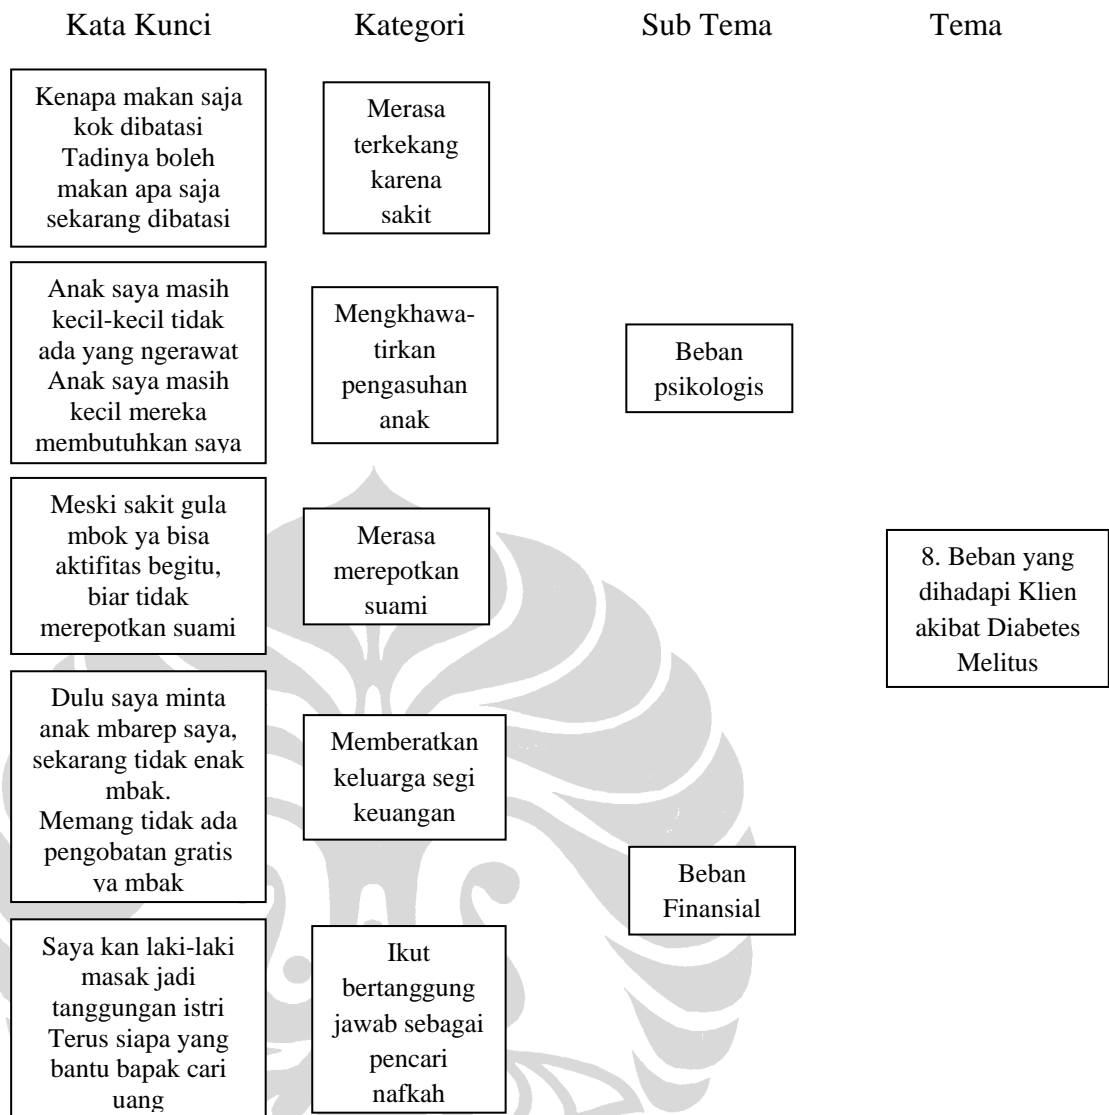 Kata Kunci
Kategori
Sub Tema
Tema
Kenapa makan saja
kok dibatasi
Tadinya boleh
makan apa saja
sekarang dibatasi
Merasa
terkekang
karena
sakit
Anak saya masih
kecil-kecil tidak
ada yang ngerawat
Anak saya masih
kecil mereka
membutuhkan saya
Mengkhawa-
tirkan
pengasuhan
anak
Beban
psikologis
Meski sakit gula
mbok ya bisa
aktifitas begitu,
biar tidak
merepotkan suami
Merasa
merepotkan
suami
8. Beban yang
dihadapi Klien
akibat Diabetes
Melitus
Dulu saya minta
anak mbarep saya,
sekarang tidak enak
mbak.
Memang tidak ada
pengobatan gratis
ya mbak
Memberatkan
keluarga segi
keuangan
Beban
Finansial
Saya kan laki-laki
masak jadi
tanggungan istri
Terus siapa yang
bantu bapak cari
uang
Ikut
bertanggung
jawab sebagai
pencari
nafkah